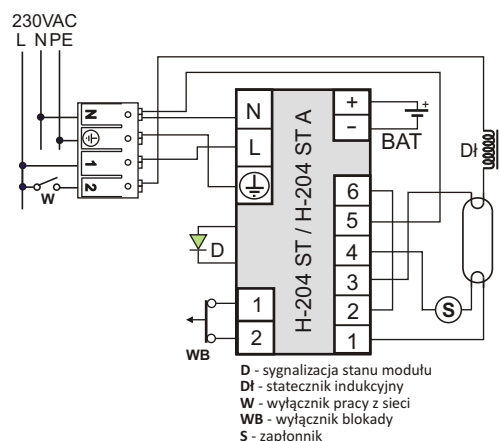 230VAC
L N PE
N
1
2
W
N
L
H-204 ST / H-204 ST A
+
−
+
BAT
Dł
6
5
4
3
2
1
D
1
2
WB
S
D - sygnalizacja stanu modułu
Dł - statecznik indukcyjny
W - wyłącznik pracy z sieci
WB - wyłącznik blokady
S - zapłonnik